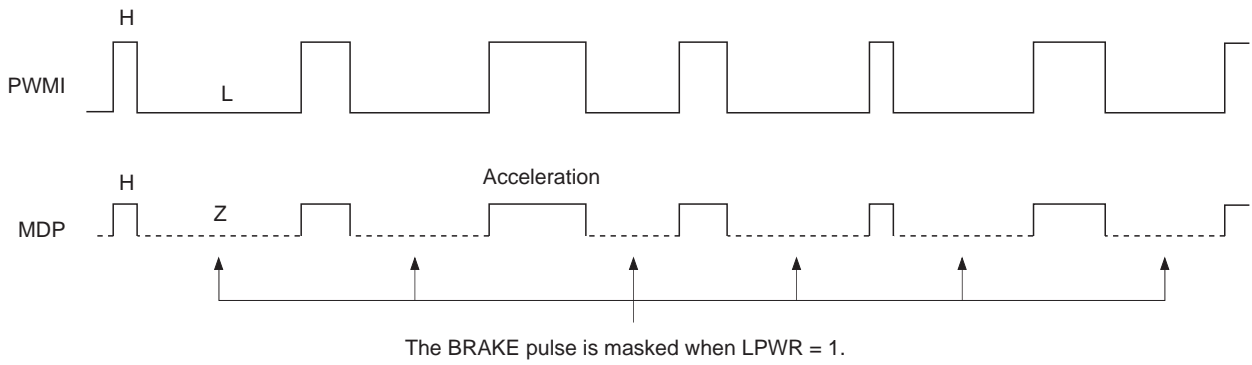 H
PWMI
L
Acceleration
H
Z
MDP
The BRAKE pulse is masked when LPWR = 1.